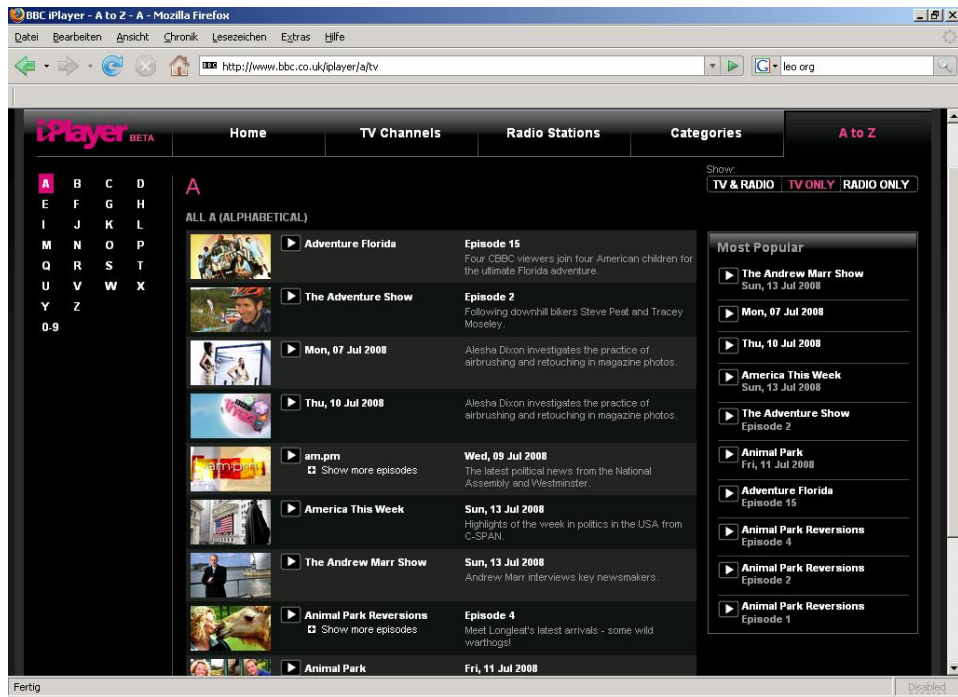 BBC iPlayer - A to Z - A - Mozilla Firefox
Datei Bearbeiten Ansicht Chronik Lesezeichen Extras Hilfe
BBC http://www.bbc.co.uk/iplayer/a/tv
G leo org
iPlayer BETA
Home TV Channels Radio Stations Categories A to Z
Show:
TV & RADIO TV ONLY RADIO ONLY
A B C D
E F G H
I J K L
M N O P
Q R S T
U V W X
Y Z
0-9
A
ALL A (ALPHABETICAL)
Adventure Florida
Episode 15
Four CBBC viewers join four American children for
the ultimate Florida adventure.
The Adventure Show
Episode 2
Following downhill bikers Steve Peat and Tracey
Moseley.
Mon, 07 Jul 2008
Alesha Dixon investigates the practice of
airbrushing and retouching in magazine photos.
Thu, 10 Jul 2008
Alesha Dixon investigates the practice of
airbrushing and retouching in magazine photos.
am.pm
am.pm
Show more episodes
Wed, 09 Jul 2008
The latest political news from the National
Assembly and Westminster.
America This Week
Sun, 13 Jul 2008
Highlights of the week in politics in the USA from
C-SPAN.
The Andrew Marr Show
Sun, 13 Jul 2008
Andrew Marr interviews key newsmakers.
Animal Park Reversions
Show more episodes
Episode 4
Meet Longleat's latest arrivals - some wild
warthogs!
Animal Park
Fri, 11 Jul 2008
Most Popular
The Andrew Marr Show
Sun, 13 Jul 2008
Mon, 07 Jul 2008
Thu, 10 Jul 2008
America This Week
Sun, 13 Jul 2008
The Adventure Show
Episode 2
Animal Park
Fri, 11 Jul 2008
Adventure Florida
Episode 15
Animal Park Reversions
Episode 4
Animal Park Reversions
Episode 2
Animal Park Reversions
Episode 1
Fertig
Disabled